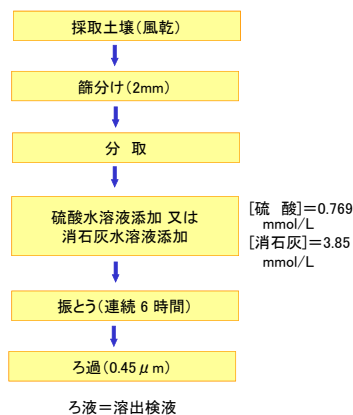 採取土壌(風乾)
篩分け(2mm)
分 取
硫酸水溶液添加 又は
消石灰水溶液添加
[硫 酸]=0.769
mmol/L
[消石灰]=3.85
mmol/L
振とう(連続 6 時間)
ろ過(0.45μm)
ろ液=溶出検液